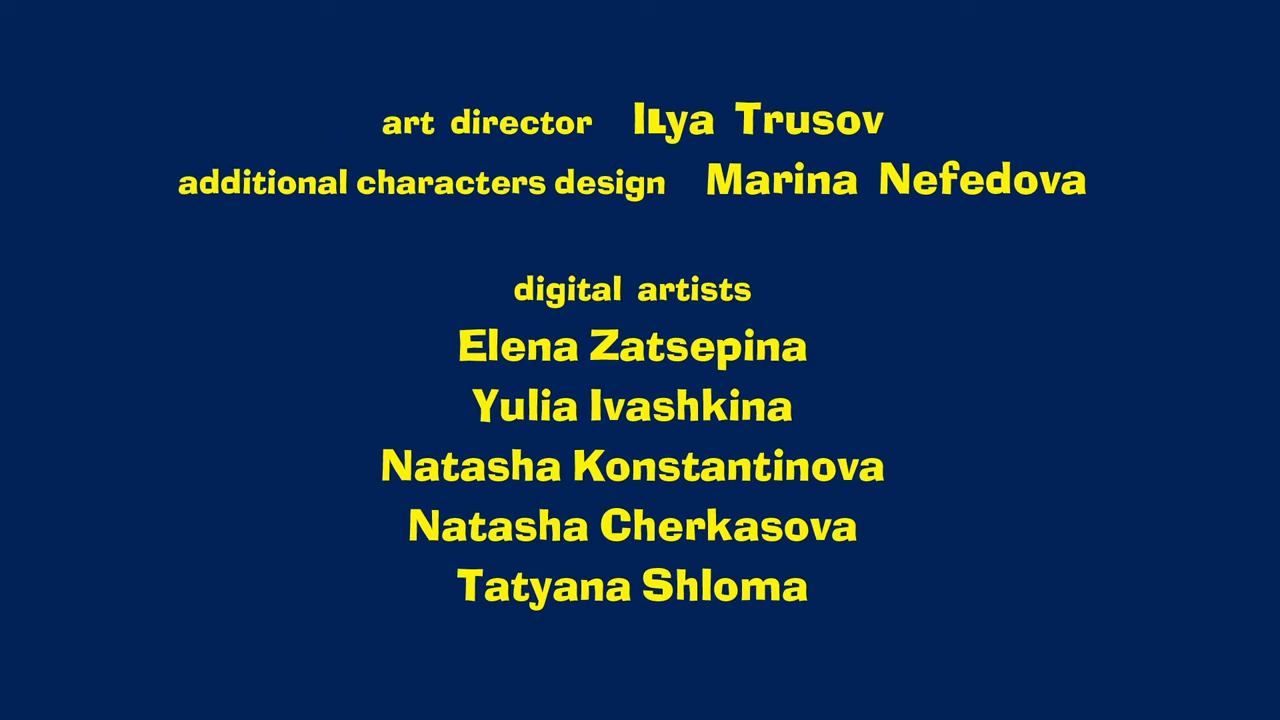 art director ILya Trusov
additional characters design Marina Nefedova
digital artists
Elena Zatsepina
Yulia Ivashkina
Natasha Konstantinova
Natasha Cherkasova
Tatyana Shloma